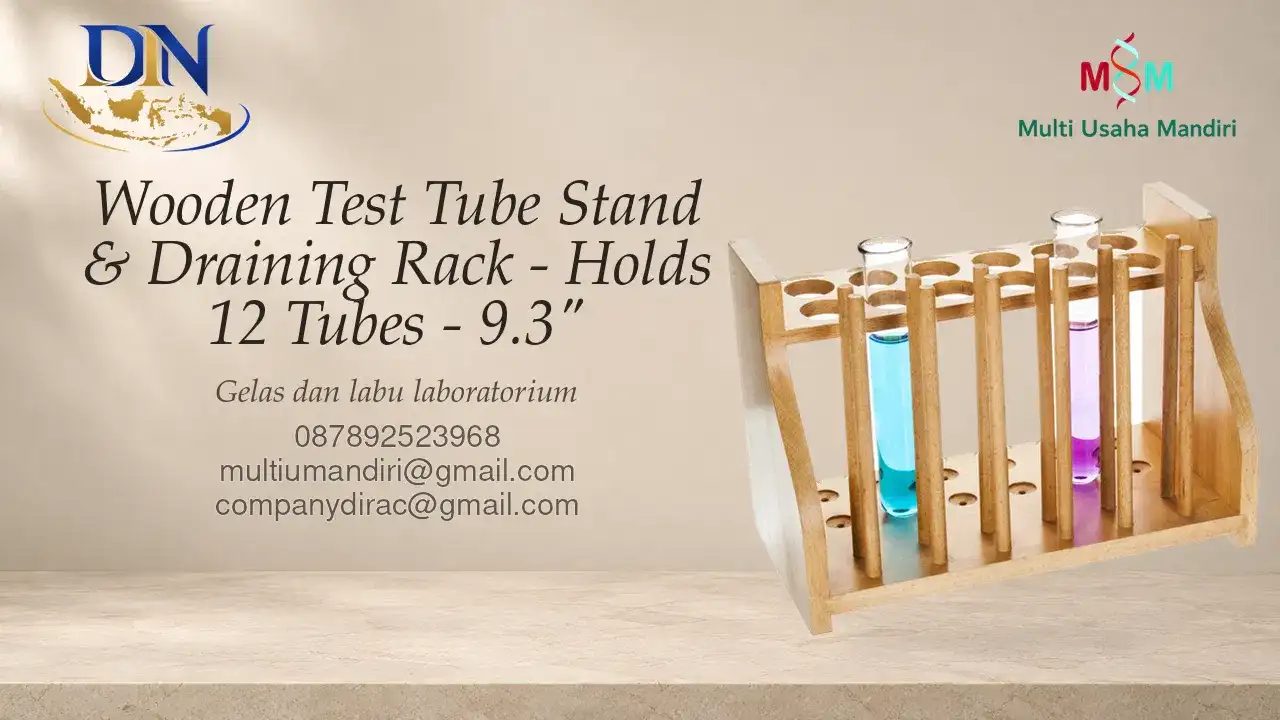 DN
M M
Multi Usaha Mandiri
Wooden Test Tube Stand
& Draining Rack - Holds
12 Tubes - 9.3"
Gelas dan labu laboratorium
087892523968
multiumandiri@gmail.com
companydirac@gmail.com